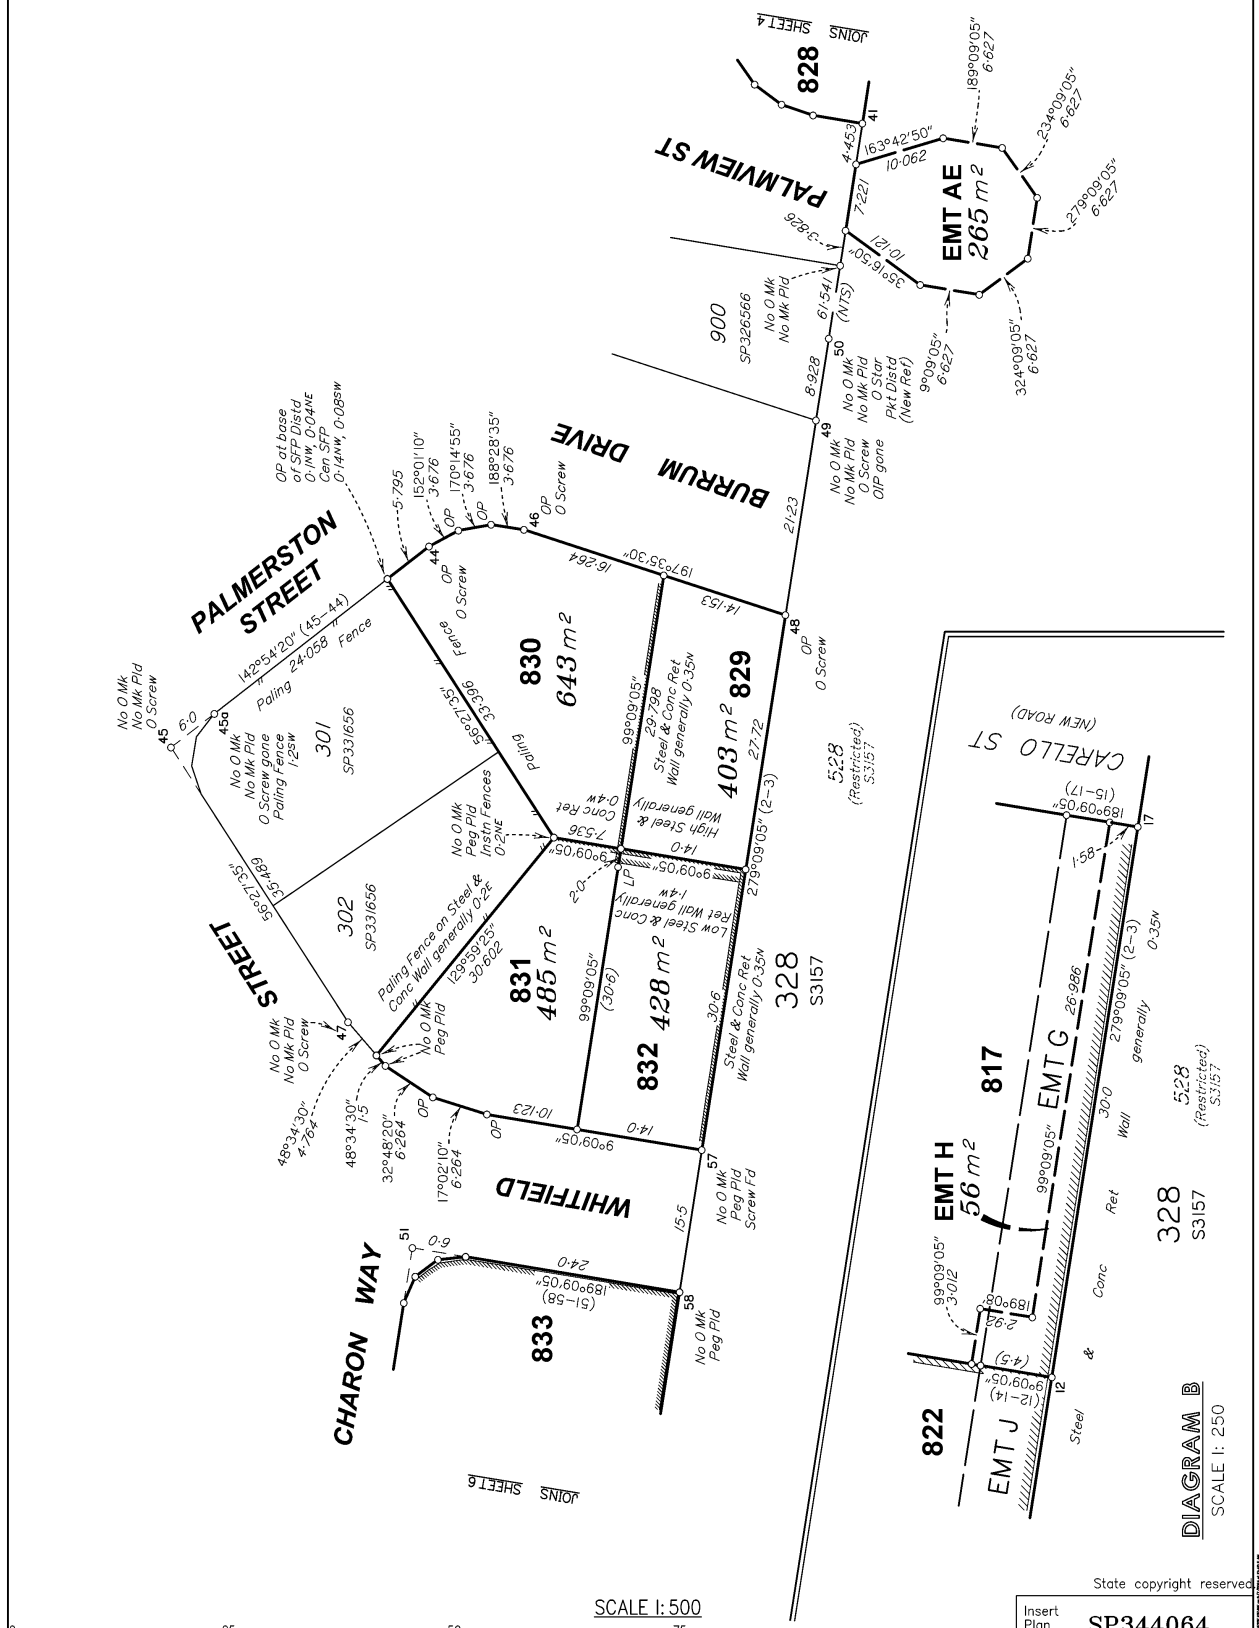 JOINS SHEET 4
828
41
4·453
163°42'50"
10·062
189°09'05"
6·627
234°09'05"
6·627
279°09'05"
6·627
324°09'05"
6·627
9°09'05"
6·627
35°16'50"
10·121
EMT AE
265 m²
PALMVIEW ST
7·221
3·826
No O Mk
No Mk Pld
61·541
(NTS)
900
SP326566
50
No O Mk
No Mk Pld
O Star
Pkt Distd
(New Ref)
8·928
49
No O Mk
No Mk Pld
O Screw
OIP gone
BURRUM DRIVE
21·23
OP at base
of SFP Distd
0·1NW, 0·04NE
Cen SFP
0·14NW, 0·08SW
5·795
152°01'10"
3·676
170°14'55"
3·676
188°28'35"
3·676
44
OP
O Screw
OP
OP
46
OP
O Screw
PALMERSTON
STREET
142°54'20" (45-44)
24·058
Paling Fence
No O Mk
No Mk Pld
O Screw
45
6·0
45a
No O Mk
No Mk Pld
O Screw gone
Paling Fence
1·2SW
301
SP331656
56°27'35"
33·396
Paling Fence
830
643 m²
16·264
197°35'30"
14·153
48
OP
O Screw
99°09'05"
29·798
Steel & Conc Ret
Wall generally 0·35N
829
403 m²
27·72
279°09'05" (2-3)
High Steel & Conc Ret
Wall generally 0·4W
7·536
9°09'05"
14·0
9°09'05"
2·0
LP
No O Mk
Peg Pld
Instn Fences
0·2NE
56°27'35"
35·489
302
SP331656
STREET
Paling Fence on Steel &
Conc Wall generally 0·2E
129°59'25"
30·602
831
485 m²
99°09'05"
(30·6)
Low Steel & Conc
Ret Wall generally
1·4W
428 m²
832
30·6
Steel & Conc Ret
Wall generally 0·35N
328
S3157
528
(Restricted)
S3157
No O Mk
No Mk Pld
O Screw
47
No O Mk
Peg Pld
48°34'30"
4·764
48°34'30"
1·5
32°48'20"
6·264
17°02'10"
6·264
OP
OP
10·123
9°09'05"
14·0
57
No O Mk
Peg Pld
Screw Fd
WHITFIELD
15·5
CHARON WAY
51
6·0
24·0
189°09'05"
(51-58)
58
No O Mk
Peg Pld
833
JOINS SHEET 6
SCALE 1:500
CARELLO ST
(NEW ROAD)
189°09'05"
(15-17)
17
1·58
817
EMT G
26·986
99°09'05"
279°09'05" (2-3)
30·0
Steel & Conc Ret Wall generally 0·35N
528
(Restricted)
S3157
328
S3157
EMT H
56 m²
99°09'05"
3·012
189°08'
2·92
(4·5)
9°09'05"
(12-14)
12
822
EMT J
DIAGRAM B
SCALE 1: 250
State copyright reserved
Insert
Plan
SP344064
25
50
75